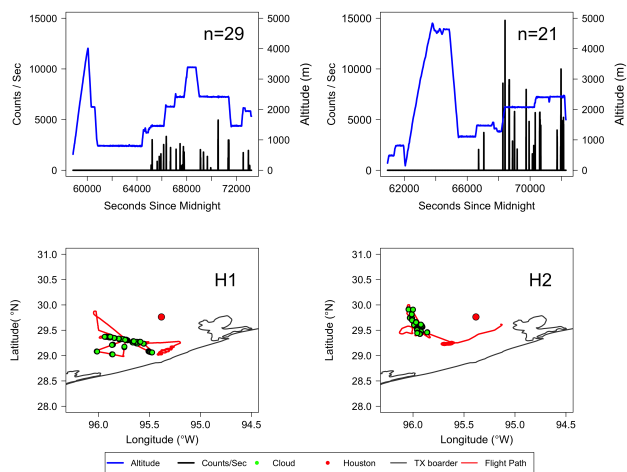 n=29
15000
10000
5000
0
Counts / Sec
5000
4000
3000
2000
1000
0
Altitude (m)
60000 64000 68000 72000
Seconds Since Midnight
n=21
15000
10000
5000
0
Counts / Sec
5000
4000
3000
2000
1000
0
Altitude (m)
62000 66000 70000
Seconds Since Midnight
H1
31.0
30.5
30.0
29.5
29.0
28.5
28.0
Latitude( °N)
96.0 95.5 95.0 94.5
Longitude (°W)
H2
31.0
30.5
30.0
29.5
29.0
28.5
28.0
Latitude(°N)
96.0 95.5 95.0 94.5
Longitude (°W)
Altitude Counts/Sec Cloud Houston TX boarder Flight Path